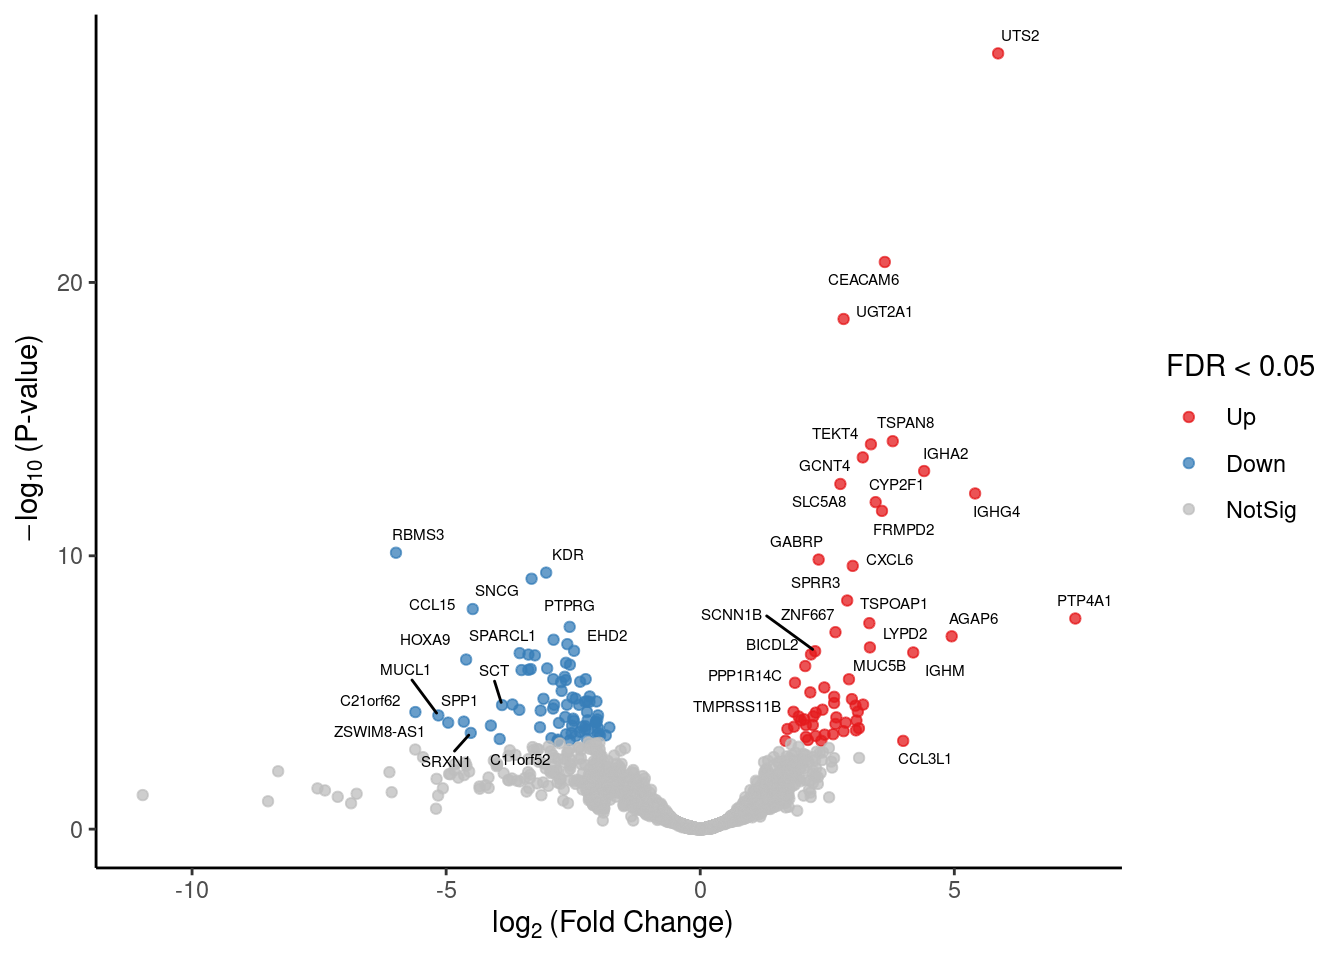 UTS2
20
CEACAM6
UGT2A1
TSPAN8
TEKT4
IGHA2
GCNT4
CYP2F1
SLC5A8
IGHG4
FRMPD2
10
RBMS3
KDR
GABRP
CXCL6
SNCG
SPRR3
CCL15
PTPRG
TSPOAP1
PTP4A1
SCNN1B
ZNF667
AGAP6
HOXA9
SPARCL1
EHD2
LYPD2
BICDL2
MUCL1
SCT
MUC5B
IGHM
PPP1R14C
C21orf62
SPP1
TMPRSS11B
ZSWIM8-AS1
SRXN1
C11orf52
CCL3L1
0
-10
-5
0
5
log2 (Fold Change)
−log10 (P-value)
FDR < 0.05
Up
Down
NotSig